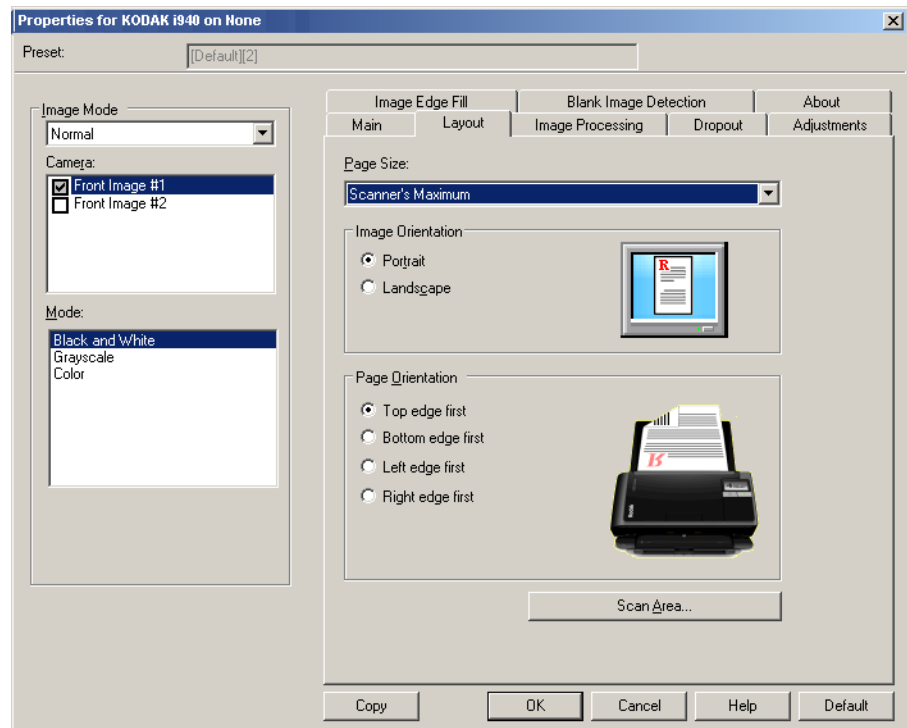 Properties for KODAK i940 on None
Preset:
[Default][2]
Image Mode
Normal
Camera:
Front Image #1
Front Image #2
Mode:
Black and White
Grayscale
Color
Image Edge Fill
Blank Image Detection
About
Main
Layout
Image Processing
Dropout
Adjustments
Page Size:
Scanner's Maximum
Image Orientation
Portrait
Landscape
R
Page Orientation
Top edge first
Bottom edge first
Left edge first
Right edge first
R
Kodak
Scan Area...
Copy
OK
Cancel
Help
Default